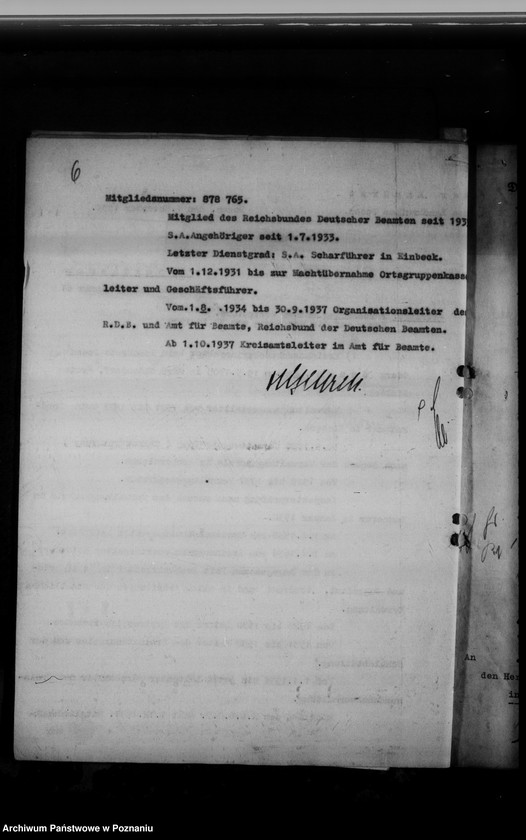 6
Mitgliedsnummer: 878 765.
Mitglied des Reichsbundes Deutscher Beamten seit 193
S.A.Angehöriger seit 1.7.1933.
Letzter Dienstgrad: S.A. Scharführer in Einbeck.
Vom 1.12.1931 bis zur Machtübernahme Ortsgruppenkasse
leiter und Geschäftsführer.
Vom.1.8. .1934 bis 30.9.1937 Organisationsleiter de
R.D.B. und Amt für Beamte, Reichsbund der Deutschen Beamten.
Ab 1.10.1937 Kreisamtsleiter im Amt für Beamte.
An
den He
i
Archiwum Państwowe w Poznaniu